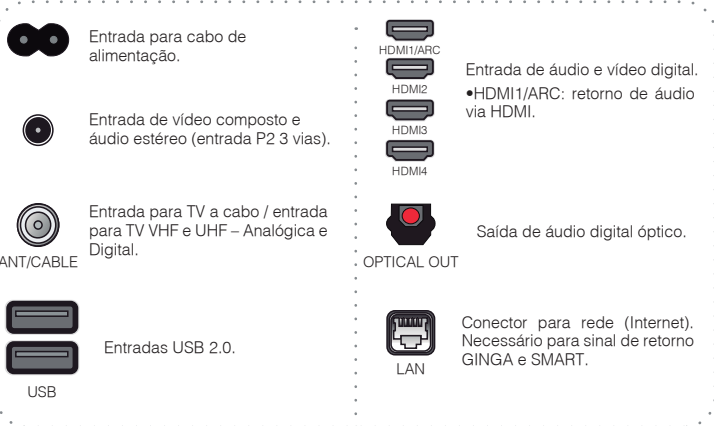 Entrada para cabo de
alimentação.
Entrada de vídeo composto e
áudio estéreo (entrada P2 3 vias).
Entrada para TV a cabo / entrada
para TV VHF e UHF – Analógica e
Digital.
ANT/CABLE
Entradas USB 2.0.
USB
HDMI1/ARC
HDMI2
HDMI3
HDMI4
Entrada de áudio e vídeo digital.
•HDMI1/ARC: retorno de áudio
via HDMI.
Saída de áudio digital óptico.
OPTICAL OUT
Conector para rede (Internet).
Necessário para sinal de retorno
GINGA e SMART.
LAN